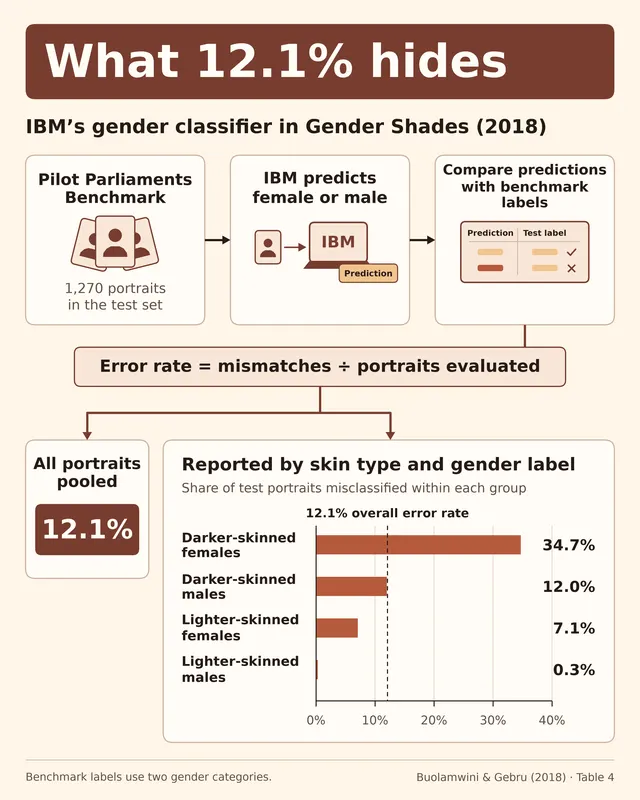 What 12.1% hides
IBM’s gender classifier in Gender Shades (2018)
Pilot Parliaments
Benchmark
1,270 portraits
in the test set
IBM predicts
female or male
IBM
Prediction
Compare predictions
with benchmark
labels
Prediction Test label
Error rate = mismatches ÷ portraits evaluated
All portraits
pooled
12.1%
Reported by skin type and gender label
Share of test portraits misclassified within each group
12.1% overall error rate
Darker-skinned
females
34.7%
Darker-skinned
males
12.0%
Lighter-skinned
females
7.1%
Lighter-skinned
males
0.3%
0% 10% 20% 30% 40%
Benchmark labels use two gender categories.
Buolamwini & Gebru (2018) · Table 4